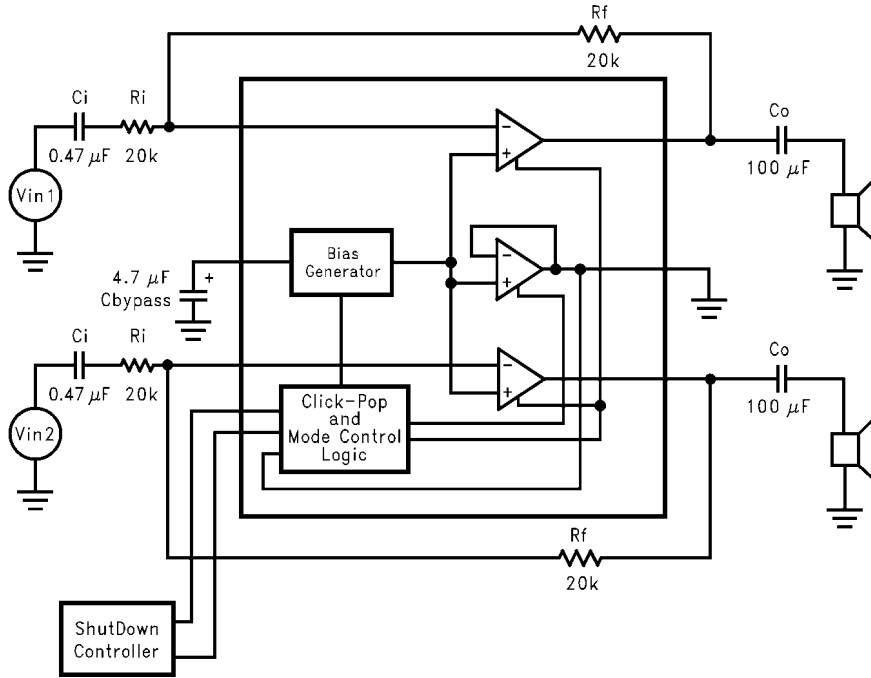 Rf
20k
Ci
Ri
0.47 μF
20k
Vin1
-
+
Co
100 μF
Bias
Generator
-
+
4.7 μF
+
Cbypass
Ci
Ri
0.47 μF
20k
Vin2
-
+
Co
100 μF
Click-Pop
and
Mode Control
Logic
Rf
20k
ShutDown
Controller